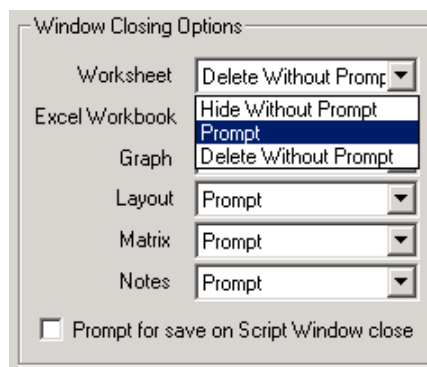 Window Closing Options
Worksheet Delete Without Promp
Excel Workbook Hide Without Prompt
Prompt
Graph Delete Without Prompt
Layout Prompt
Matrix Prompt
Notes Prompt
Prompt for save on Script Window close